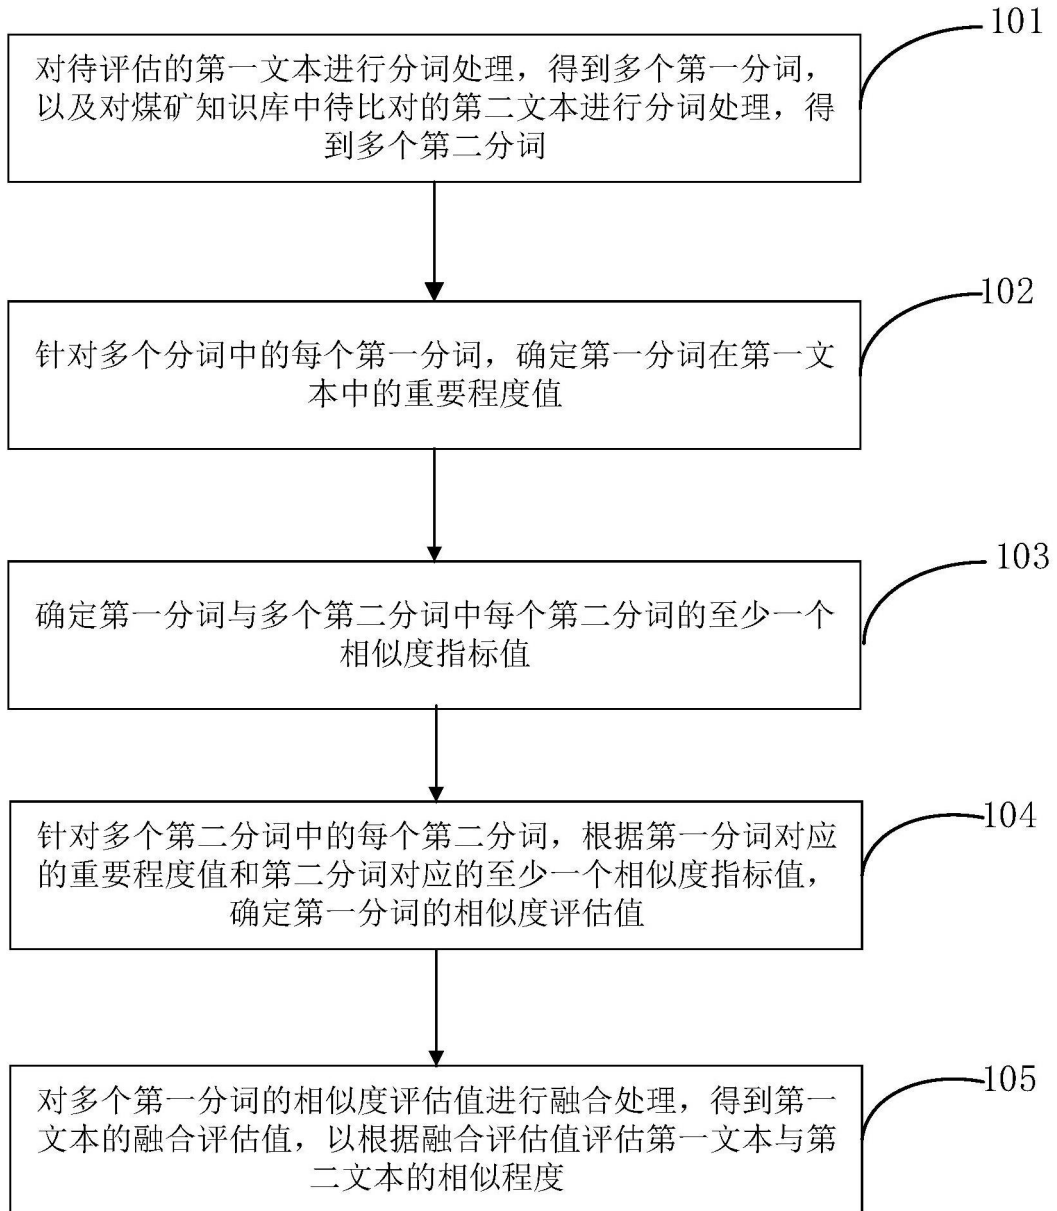 101
对待评估的第一文本进行分词处理，得到多个第一分词，
以及对煤矿知识库中待比对的第二文本进行分词处理，得
到多个第二分词
102
针对多个分词中的每个第一分词，确定第一分词在第一文
本中的重要程度值
103
确定第一分词与多个第二分词中每个第二分词的至少一个
相似度指标值
104
针对多个第二分词中的每个第二分词，根据第一分词对应
的重要程度值和第二分词对应的至少一个相似度指标值，
确定第一分词的相似度评估值
105
对多个第一分词的相似度评估值进行融合处理，得到第一
文本的融合评估值，以根据融合评估值评估第一文本与第
二文本的相似程度